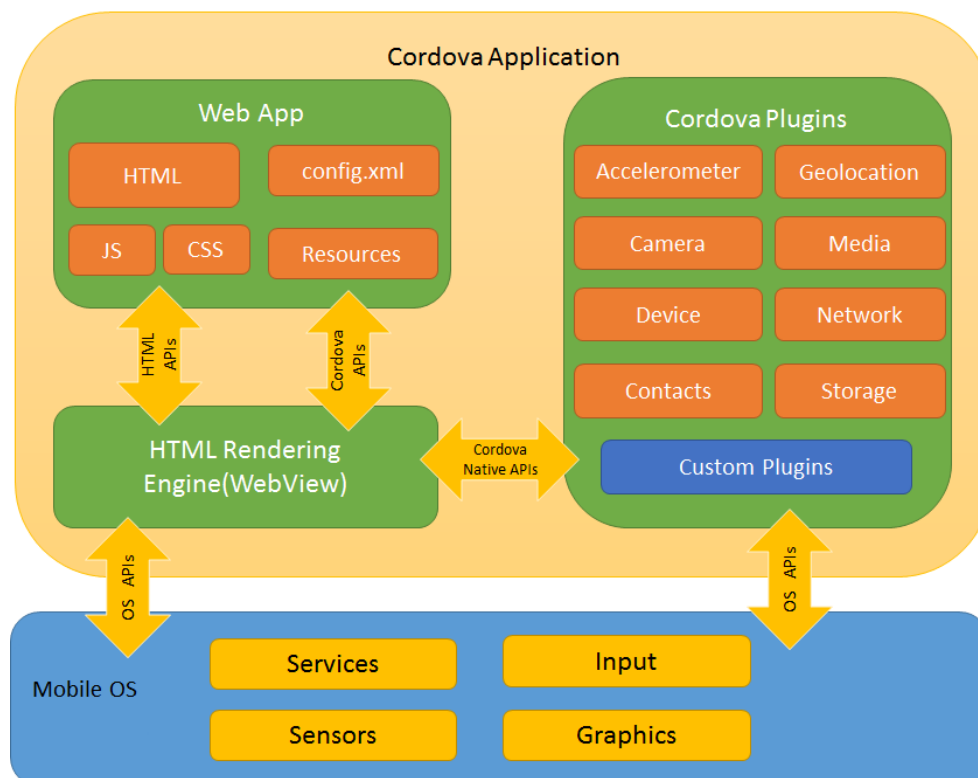 Cordova Application
Web App
HTML
config.xml
JS
CSS
Resources
Cordova Plugins
Accelerometer
Geolocation
Camera
Media
Device
Network
Contacts
Storage
Custom Plugins
HTML
APIs
Cordova
APIs
HTML Rendering
Engine(WebView)
Cordova
Native APIs
OS APIs
OS APIs
Mobile OS
Services
Input
Sensors
Graphics